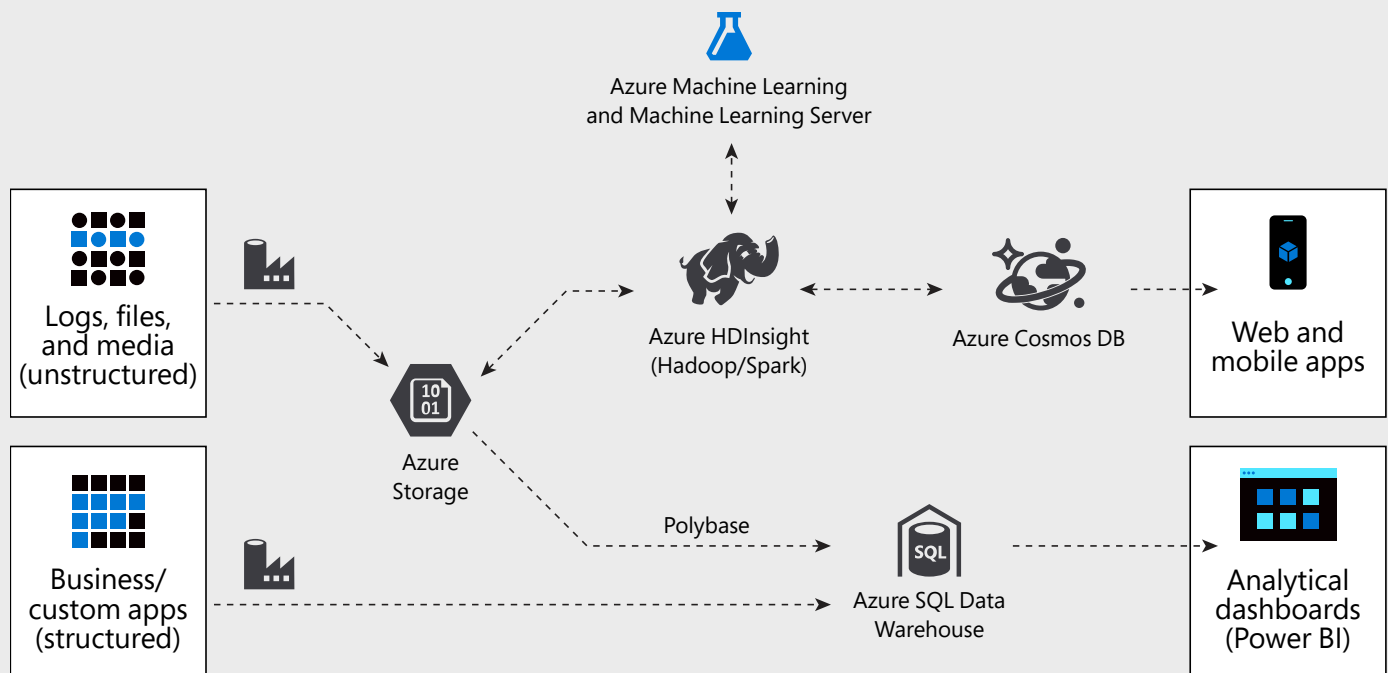 Azure Machine Learning
and Machine Learning Server
Logs, files,
and media
(unstructured)
Azure HDInsight
(Hadoop/Spark)
Azure Cosmos DB
Web and
mobile apps
10
01
Azure
Storage
Polybase
Business/
custom apps
(structured)
SQL
Azure SQL Data
Warehouse
Analytical
dashboards
(Power BI)